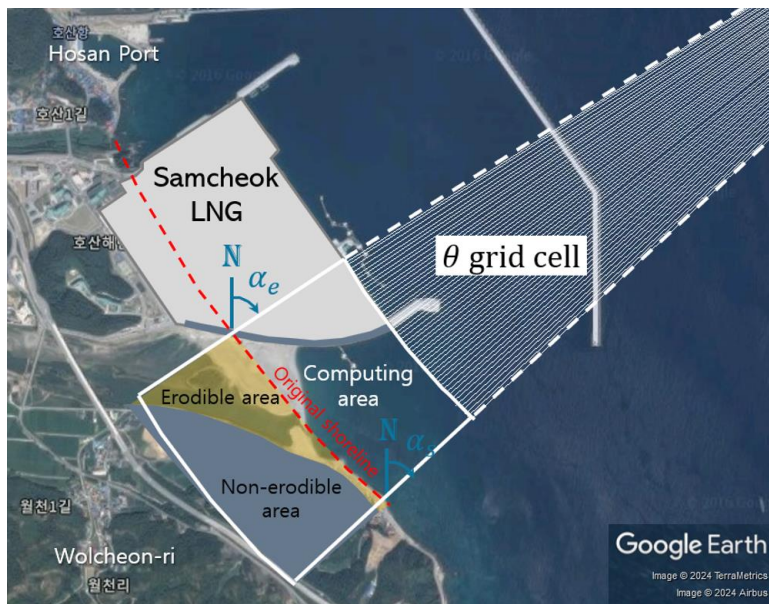 호산항
Hosan Port
호산1길
Samcheok
LNG
호산해
N
αe
θ grid cell
Computing
area
Erodible area
Original shoreline
N
αs
Non-erodible
area
월천1길
Wolcheon-ri
월천리
Google Earth
Image © 2024 TerraMetrics
Image © 2024 Airbus